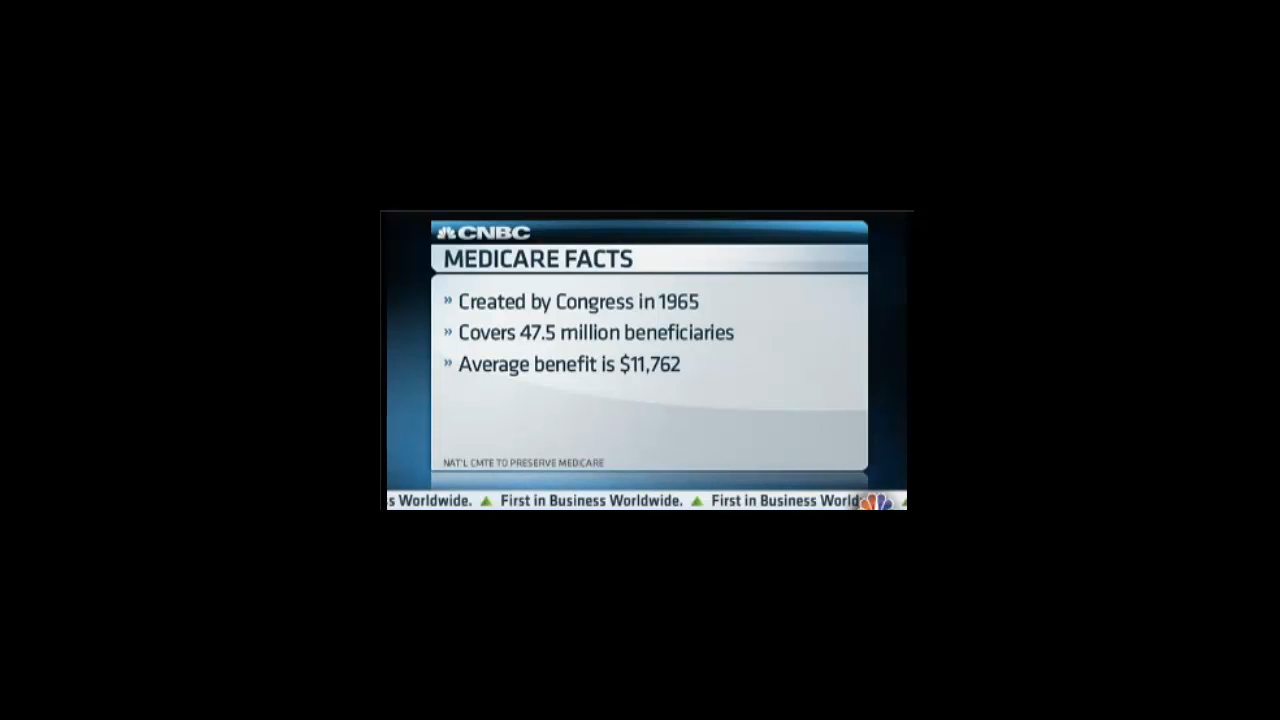 CNBC
MEDICARE FACTS
» Created by Congress in 1965
» Covers 47.5 million beneficiaries
» Average benefit is $11,762
NAT'L CMTE TO PRESERVE MEDICARE
s Worldwide. ▲ First in Business Worldwide. ▲ First in Business World